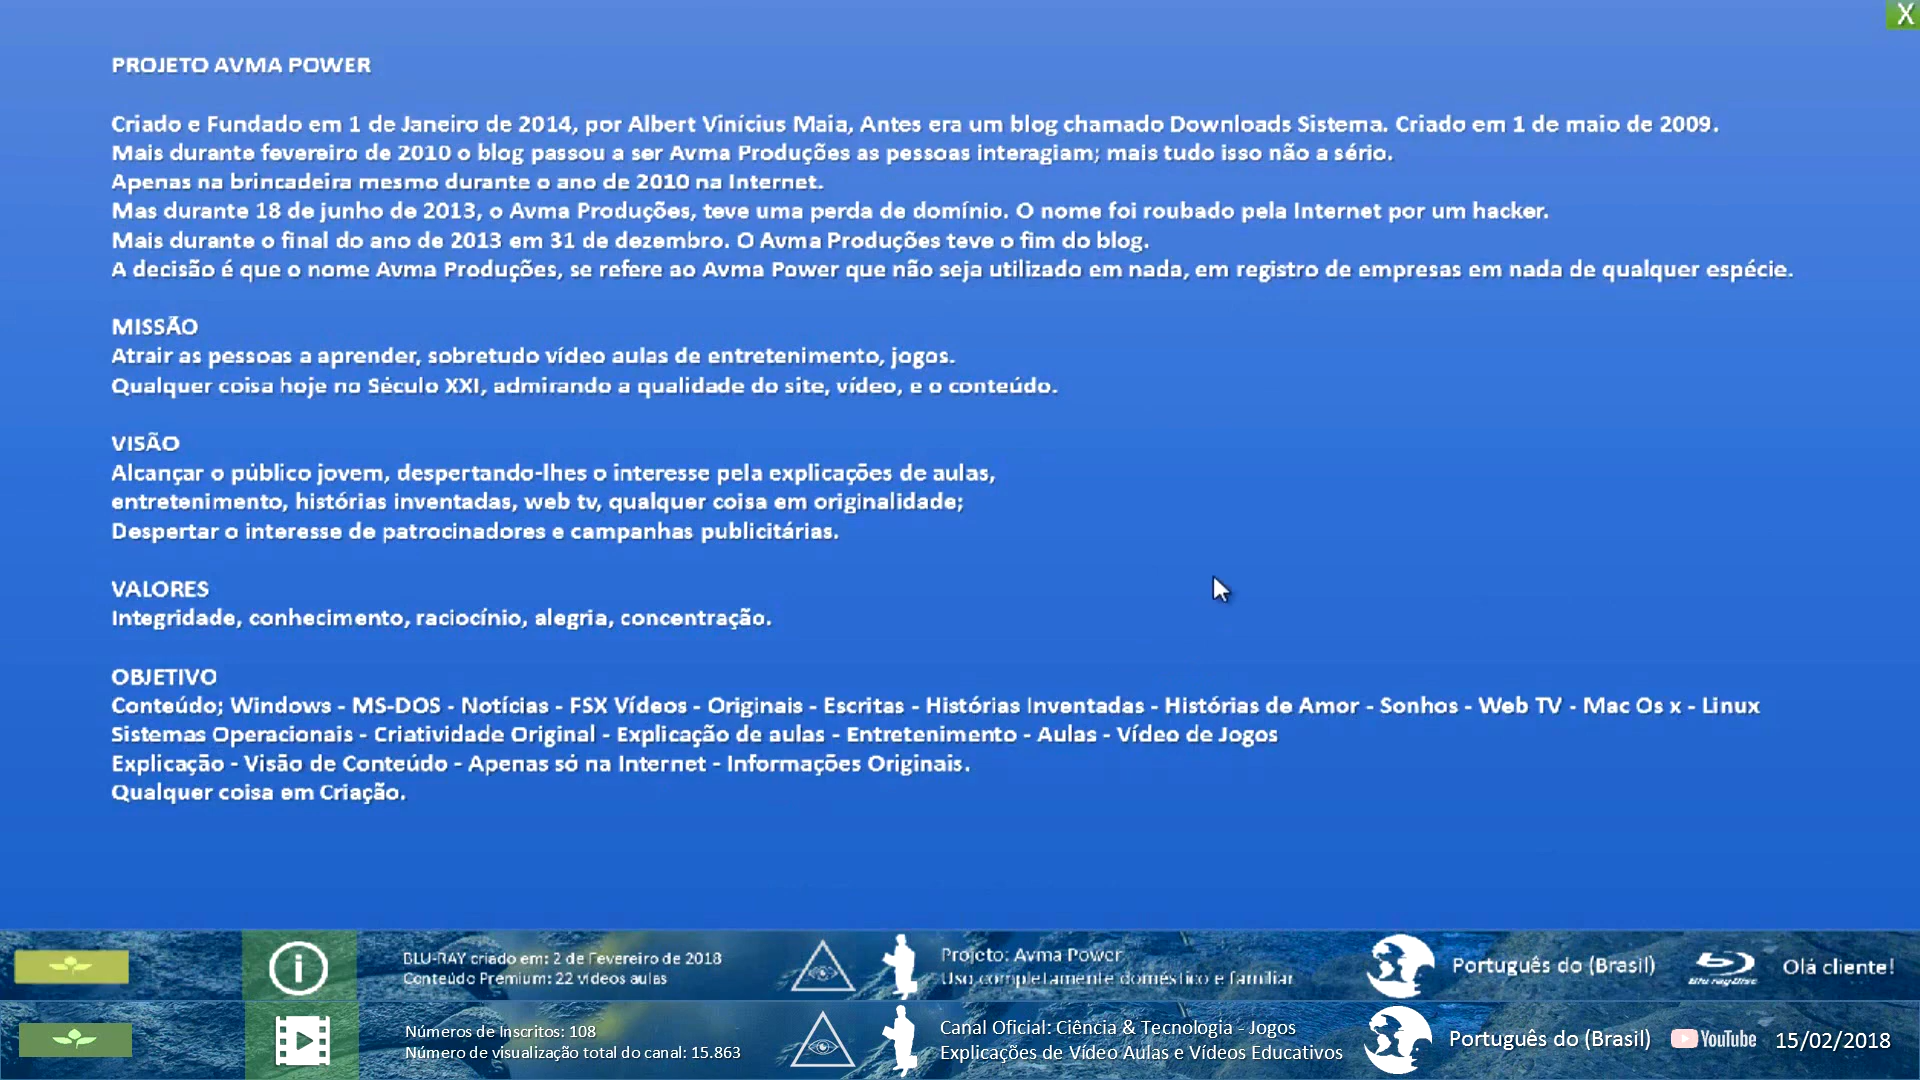 X
PROJETO AVMA POWER
Criado e Fundado em 1 de Janeiro de 2014, por Albert Vinícius Maia, Antes era um blog chamado Downloads Sistema. Criado em 1 de maio de 2009.
Mais durante fevereiro de 2010 o blog passou a ser Avma Produções as pessoas interagiam; mais tudo isso não a sério.
Apenas na brincadeira mesmo durante o ano de 2010 na Internet.
Mas durante 18 de junho de 2013, o Avma Produções, teve uma perda de domínio. O nome foi roubado pela Internet por um hacker.
Mais durante o final do ano de 2013 em 31 de dezembro. O Avma Produções teve o fim do blog.
A decisão é que o nome Avma Produções, se refere ao Avma Power que não seja utilizado em nada, em registro de empresas em nada de qualquer espécie.
MISSÃO
Atrair as pessoas a aprender, sobretudo vídeo aulas de entretenimento, jogos.
Qualquer coisa hoje no Século XXI, admirando a qualidade do site, vídeo, e o conteúdo.
VISÃO
Alcançar o público jovem, despertando-lhes o interesse pela explicações de aulas,
entretenimento, histórias inventadas, web tv, qualquer coisa em originalidade;
Despertar o interesse de patrocinadores e campanhas publicitárias.
VALORES
Integridade, conhecimento, raciocínio, alegria, concentração.
OBJETIVO
Conteúdo; Windows - MS-DOS - Notícias - FSX Vídeos - Originais - Escritas - Histórias Inventadas - Histórias de Amor - Sonhos - Web TV - Mac Os x - Linux
Sistemas Operacionais - Criatividade Original - Explicação de aulas - Entretenimento - Aulas - Vídeo de Jogos
Explicação - Visão de Conteúdo - Apenas só na Internet - Informações Originais.
Qualquer coisa em Criação.
BLU-RAY criado em: 2 de Fevereiro de 2018
Conteúdo Premium: 22 vídeos aulas
Projeto: Avma Power
Uso completamente doméstico e familiar
Português do (Brasil)
Blu-ray Disc
Olá cliente!
Números de Inscritos: 108
Número de visualização total do canal: 15.863
Canal Oficial: Ciência & Tecnologia - Jogos
Explicações de Vídeo Aulas e Vídeos Educativos
Português do (Brasil)
YouTube
15/02/2018